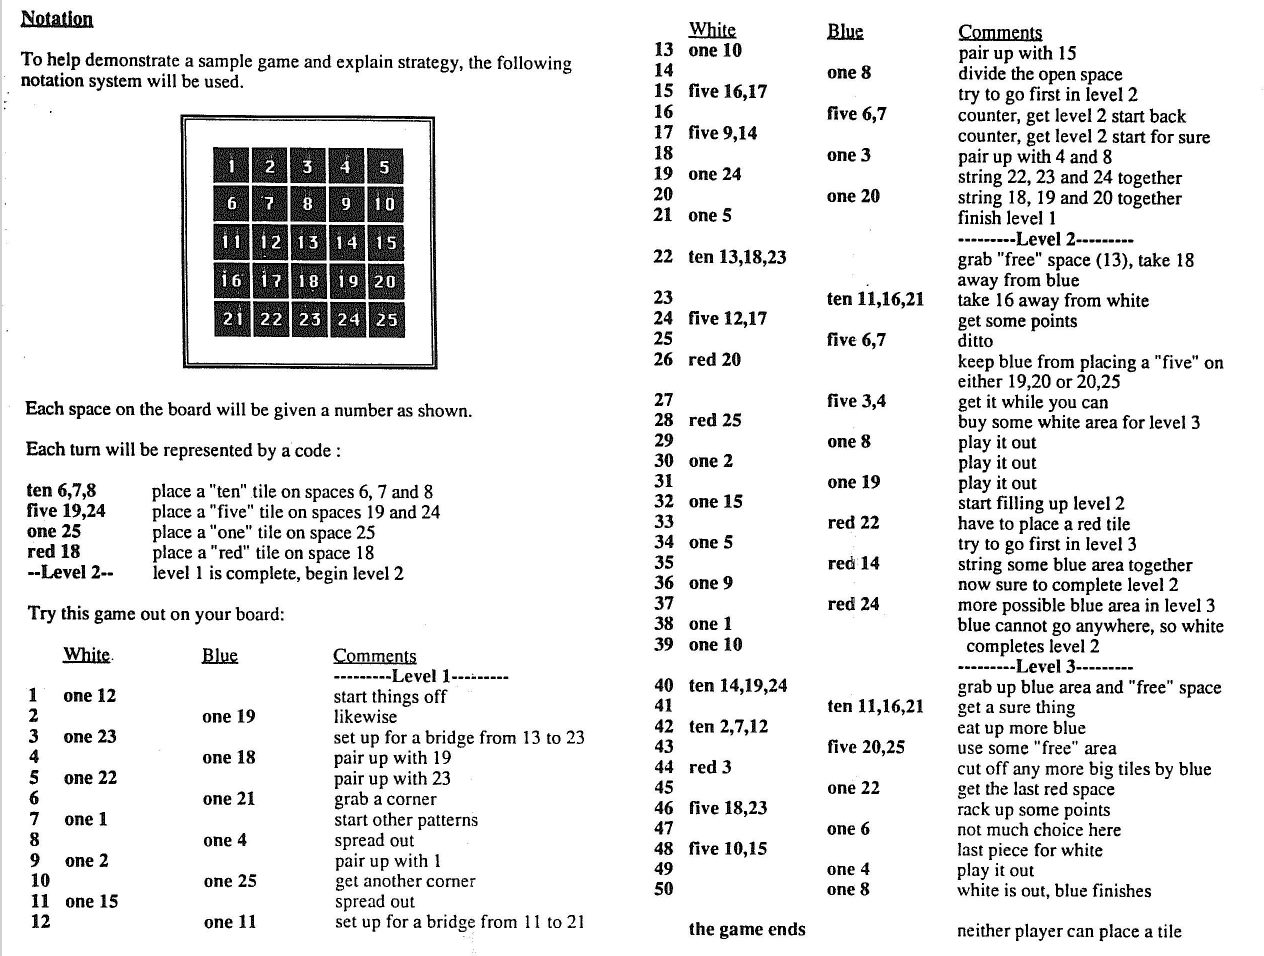 Notation
To help demonstrate a sample game and explain strategy, the following
notation system will be used.
1 2 3 4 5
6 7 8 9 10
11 12 13 14 15
16 17 18 19 20
21 22 23 24 25
Each space on the board will be given a number as shown.
Each turn will be represented by a code :
ten 6,7,8 place a "ten" tile on spaces 6, 7 and 8
five 19,24 place a "five" tile on spaces 19 and 24
one 25 place a "one" tile on space 25
red 18 place a "red" tile on space 18
--Level 2-- level 1 is complete, begin level 2
Try this game out on your board:
White Blue Comments
---------Level 1---------
1 one 12 start things off
2 one 19 likewise
3 one 23 set up for a bridge from 13 to 23
4 one 18 pair up with 19
5 one 22 pair up with 23
6 one 21 grab a corner
7 one 1 start other patterns
8 one 4 spread out
9 one 2 pair up with 1
10 one 25 get another corner
11 one 15 spread out
12 one 11 set up for a bridge from 11 to 21
White Blue Comments
13 one 10 pair up with 15
14 one 8 divide the open space
15 five 16,17 try to go first in level 2
16 five 6,7 counter, get level 2 start back
17 five 9,14 counter, get level 2 start for sure
18 one 3 pair up with 4 and 8
19 one 24 string 22, 23 and 24 together
20 one 20 string 18, 19 and 20 together
21 one 5 finish level 1
---------Level 2---------
22 ten 13,18,23 grab "free" space (13), take 18
away from blue
23 ten 11,16,21 take 16 away from white
24 five 12,17 get some points
25 five 6,7 ditto
26 red 20 keep blue from placing a "five" on
either 19,20 or 20,25
27 five 3,4 get it while you can
28 red 25 buy some white area for level 3
29 one 8 play it out
30 one 2 play it out
31 one 19 play it out
32 one 15 start filling up level 2
33 red 22 have to place a red tile
34 one 5 try to go first in level 3
35 red 14 string some blue area together
36 one 9 now sure to complete level 2
37 red 24 more possible blue area in level 3
38 one 1 blue cannot go anywhere, so white
39 one 10 completes level 2
---------Level 3---------
40 ten 14,19,24 grab up blue area and "free" space
41 ten 11,16,21 get a sure thing
42 ten 2,7,12 eat up more blue
43 five 20,25 use some "free" area
44 red 3 cut off any more big tiles by blue
45 one 22 get the last red space
46 five 18,23 rack up some points
47 one 6 not much choice here
48 five 10,15 last piece for white
49 one 4 play it out
50 one 8 white is out, blue finishes
the game ends neither player can place a tile